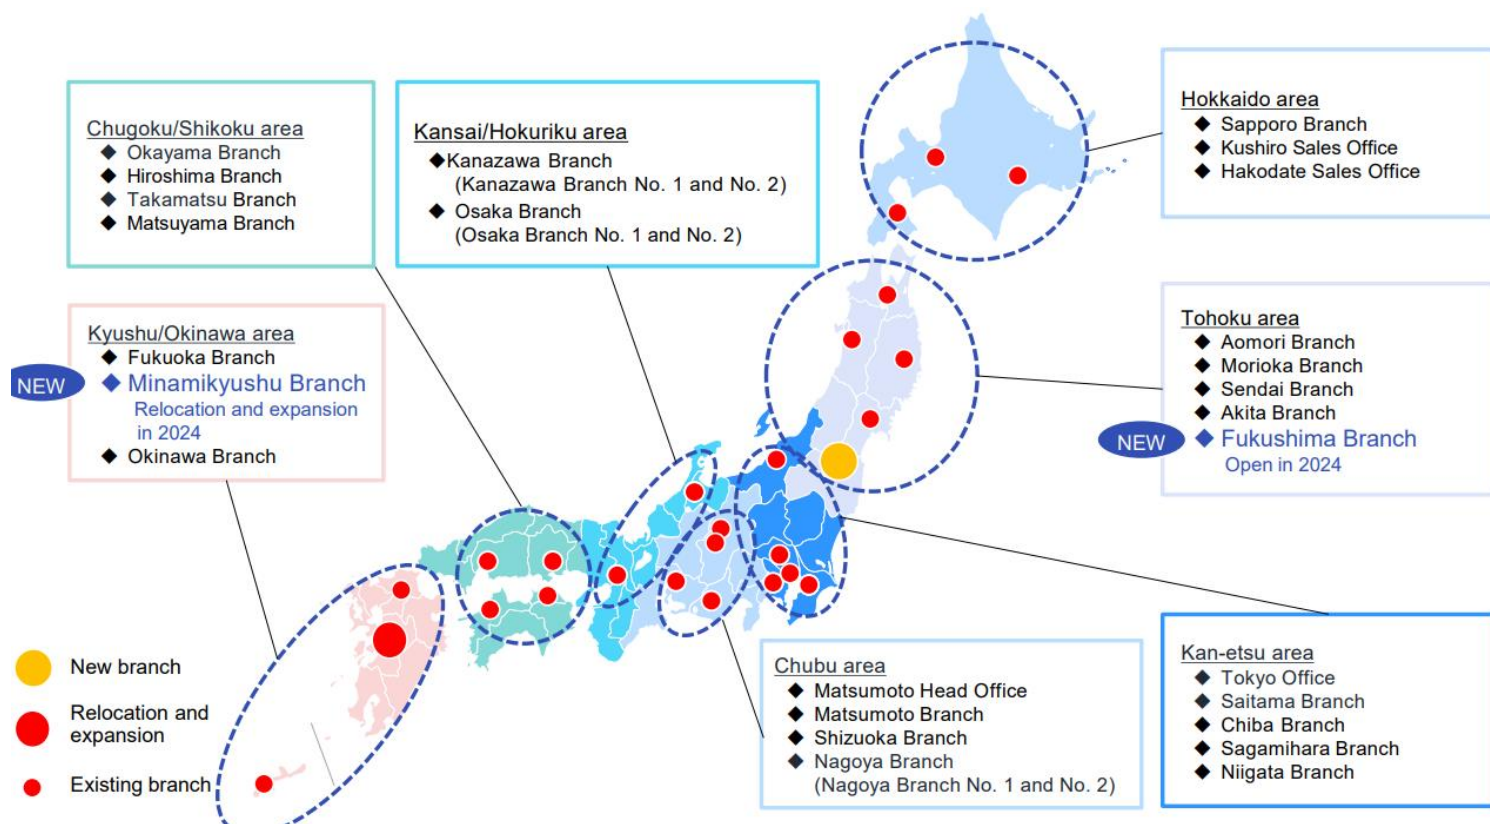 Chugoku/Shikoku area
◆ Okayama Branch
◆ Hiroshima Branch
◆ Takamatsu Branch
◆ Matsuyama Branch
Kansai/Hokuriku area
◆Kanazawa Branch
(Kanazawa Branch No. 1 and No. 2)
◆ Osaka Branch
(Osaka Branch No. 1 and No. 2)
Hokkaido area
◆ Sapporo Branch
◆ Kushiro Sales Office
◆ Hakodate Sales Office
Kyushu/Okinawa area
◆ Fukuoka Branch
NEW
◆ Minamikyushu Branch
Relocation and expansion
in 2024
◆ Okinawa Branch
Tohoku area
◆ Aomori Branch
◆ Morioka Branch
◆ Sendai Branch
◆ Akita Branch
NEW
◆ Fukushima Branch
Open in 2024
New branch
Relocation and
expansion
Existing branch
Chubu area
◆ Matsumoto Head Office
◆ Matsumoto Branch
◆ Shizuoka Branch
◆ Nagoya Branch
(Nagoya Branch No. 1 and No. 2)
Kan-etsu area
◆ Tokyo Office
◆ Saitama Branch
◆ Chiba Branch
◆ Sagamihara Branch
◆ Niigata Branch